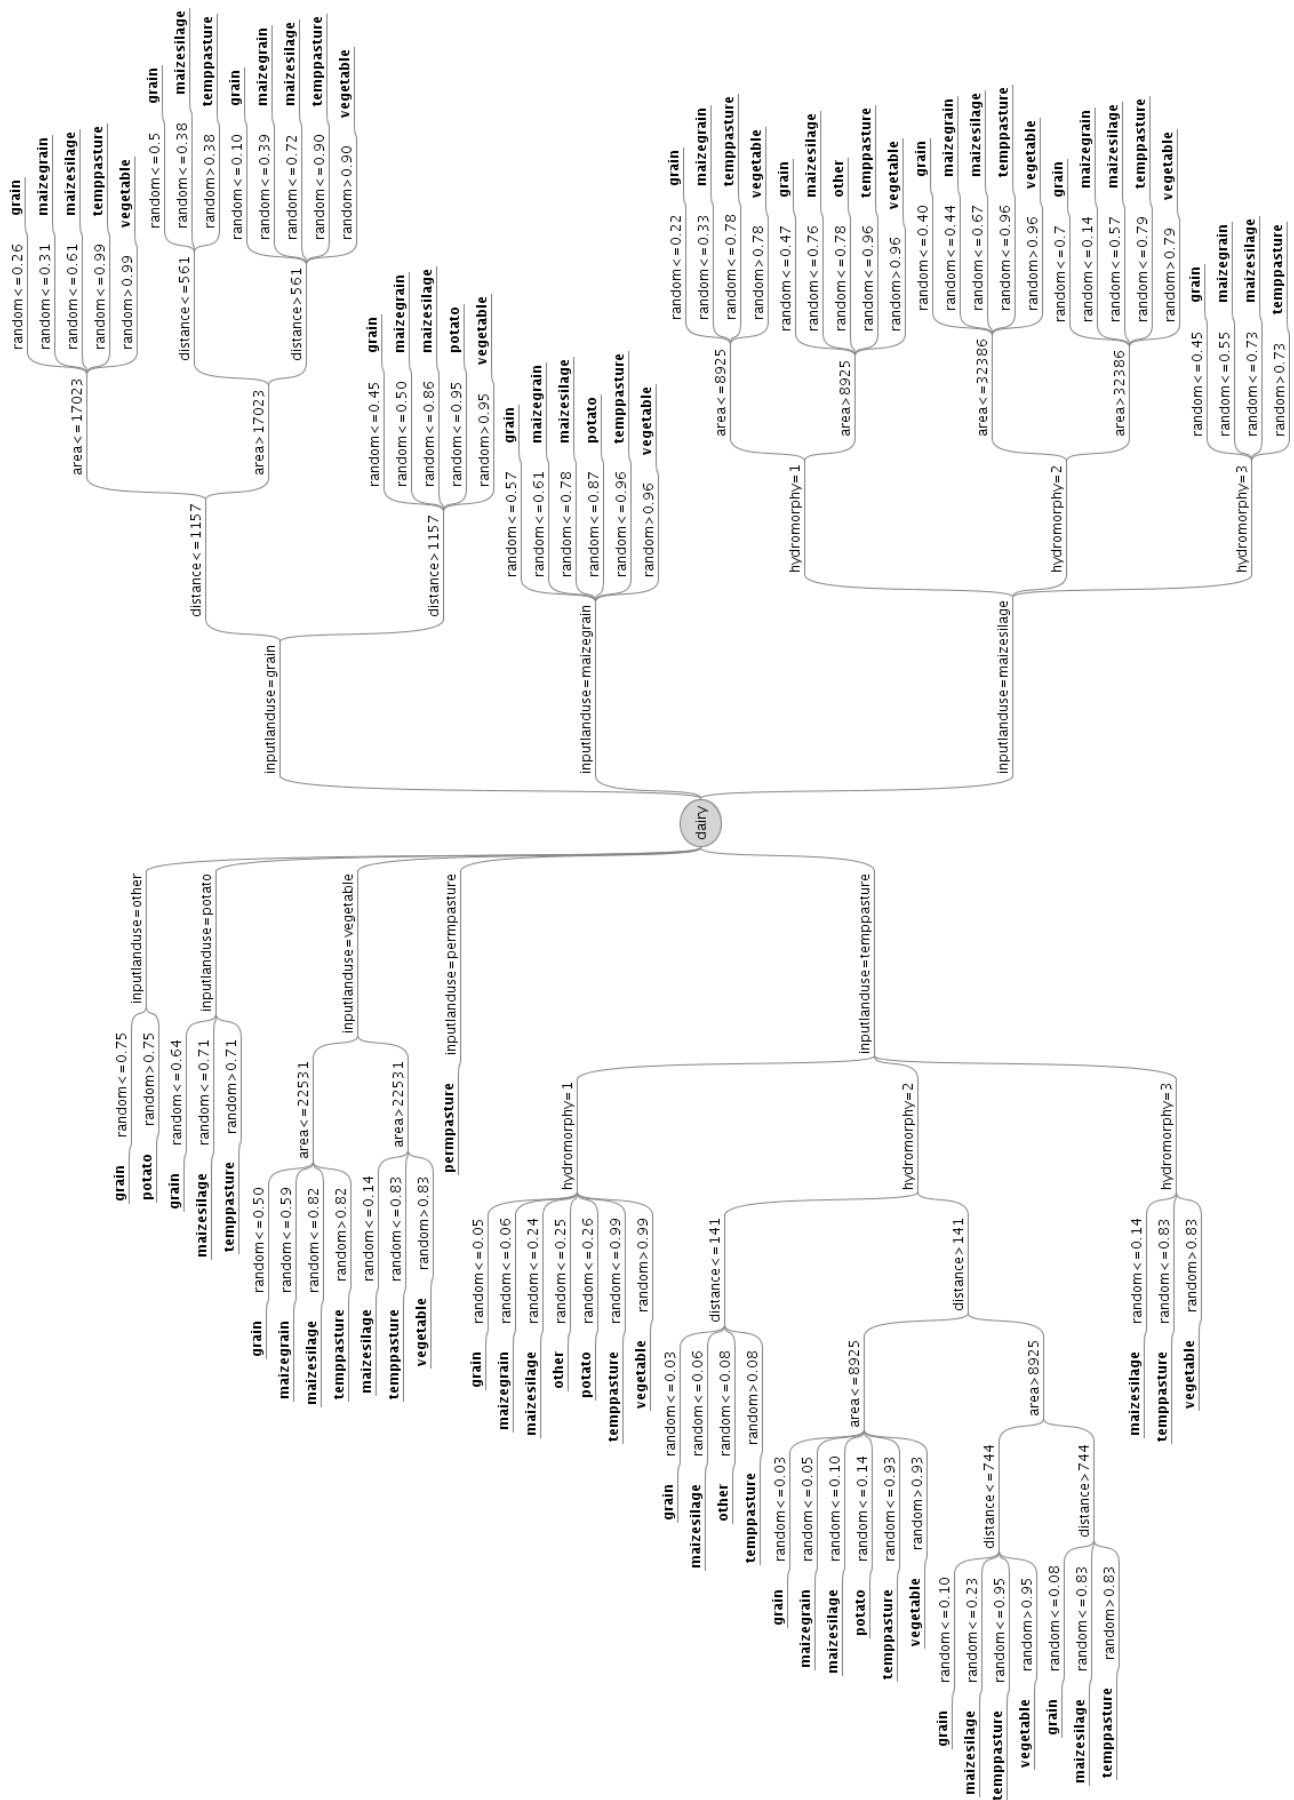 dairy
inputlanduse=grain
distance<=1157
area<=17023
random<=0.26 grain
random<=0.31 maizegrain
random<=0.61 maizesilage
random<=0.99 temppasture
random>0.99 vegetable
area>17023
distance<=561
random<=0.5 grain
random<=0.38 maizesilage
random>0.38 temppasture
distance>561
random<=0.10 grain
random<=0.39 maizegrain
random<=0.72 maizesilage
random<=0.90 temppasture
random>0.90 vegetable
distance>1157
random<=0.45 grain
random<=0.50 maizegrain
random<=0.86 maizesilage
random<=0.95 potato
random>0.95 vegetable
inputlanduse=maizegrain
random<=0.57 grain
random<=0.61 maizegrain
random<=0.78 maizesilage
random<=0.87 potato
random<=0.96 temppasture
random>0.96 vegetable
inputlanduse=maizesilage
hydromorphy=1
area<=8925
random<=0.22 grain
random<=0.33 maizegrain
random<=0.78 temppasture
random>0.78 vegetable
area>8925
random<=0.47 grain
random<=0.76 maizesilage
random<=0.78 other
random<=0.96 temppasture
random>0.96 vegetable
hydromorphy=2
area<=32386
random<=0.40 grain
random<=0.44 maizegrain
random<=0.67 maizesilage
random<=0.96 temppasture
random>0.96 vegetable
area>32386
random<=0.7 grain
random<=0.14 maizegrain
random<=0.57 maizesilage
random<=0.79 temppasture
random>0.79 vegetable
hydromorphy=3
random<=0.45 grain
random<=0.55 maizegrain
random<=0.73 maizesilage
random>0.73 temppasture
inputlanduse=other
grain random<=0.75
potato random>0.75
inputlanduse=potato
grain random<=0.64
maizesilage random<=0.71
temppasture random>0.71
inputlanduse=vegetable
area<=22531
grain random<=0.50
maizegrain random<=0.59
maizesilage random<=0.82
temppasture random>0.82
area>22531
maizesilage random<=0.14
temppasture random<=0.83
vegetable random>0.83
inputlanduse=permpasture
permpasture
inputlanduse=temppasture
hydromorphy=1
grain random<=0.05
maizegrain random<=0.06
maizesilage random<=0.24
other random<=0.25
potato random<=0.26
temppasture random<=0.99
vegetable random>0.99
hydromorphy=2
distance<=141
grain random<=0.03
maizesilage random<=0.06
other random<=0.08
temppasture random>0.08
distance>141
area<=8925
grain random<=0.03
maizegrain random<=0.05
maizesilage random<=0.10
potato random<=0.14
temppasture random<=0.93
vegetable random>0.93
area>8925
distance<=744
grain random<=0.10
maizesilage random<=0.23
temppasture random<=0.95
vegetable random>0.95
distance>744
grain random<=0.08
maizesilage random<=0.83
temppasture random>0.83
hydromorphy=3
maizesilage random<=0.14
temppasture random<=0.83
vegetable random>0.83